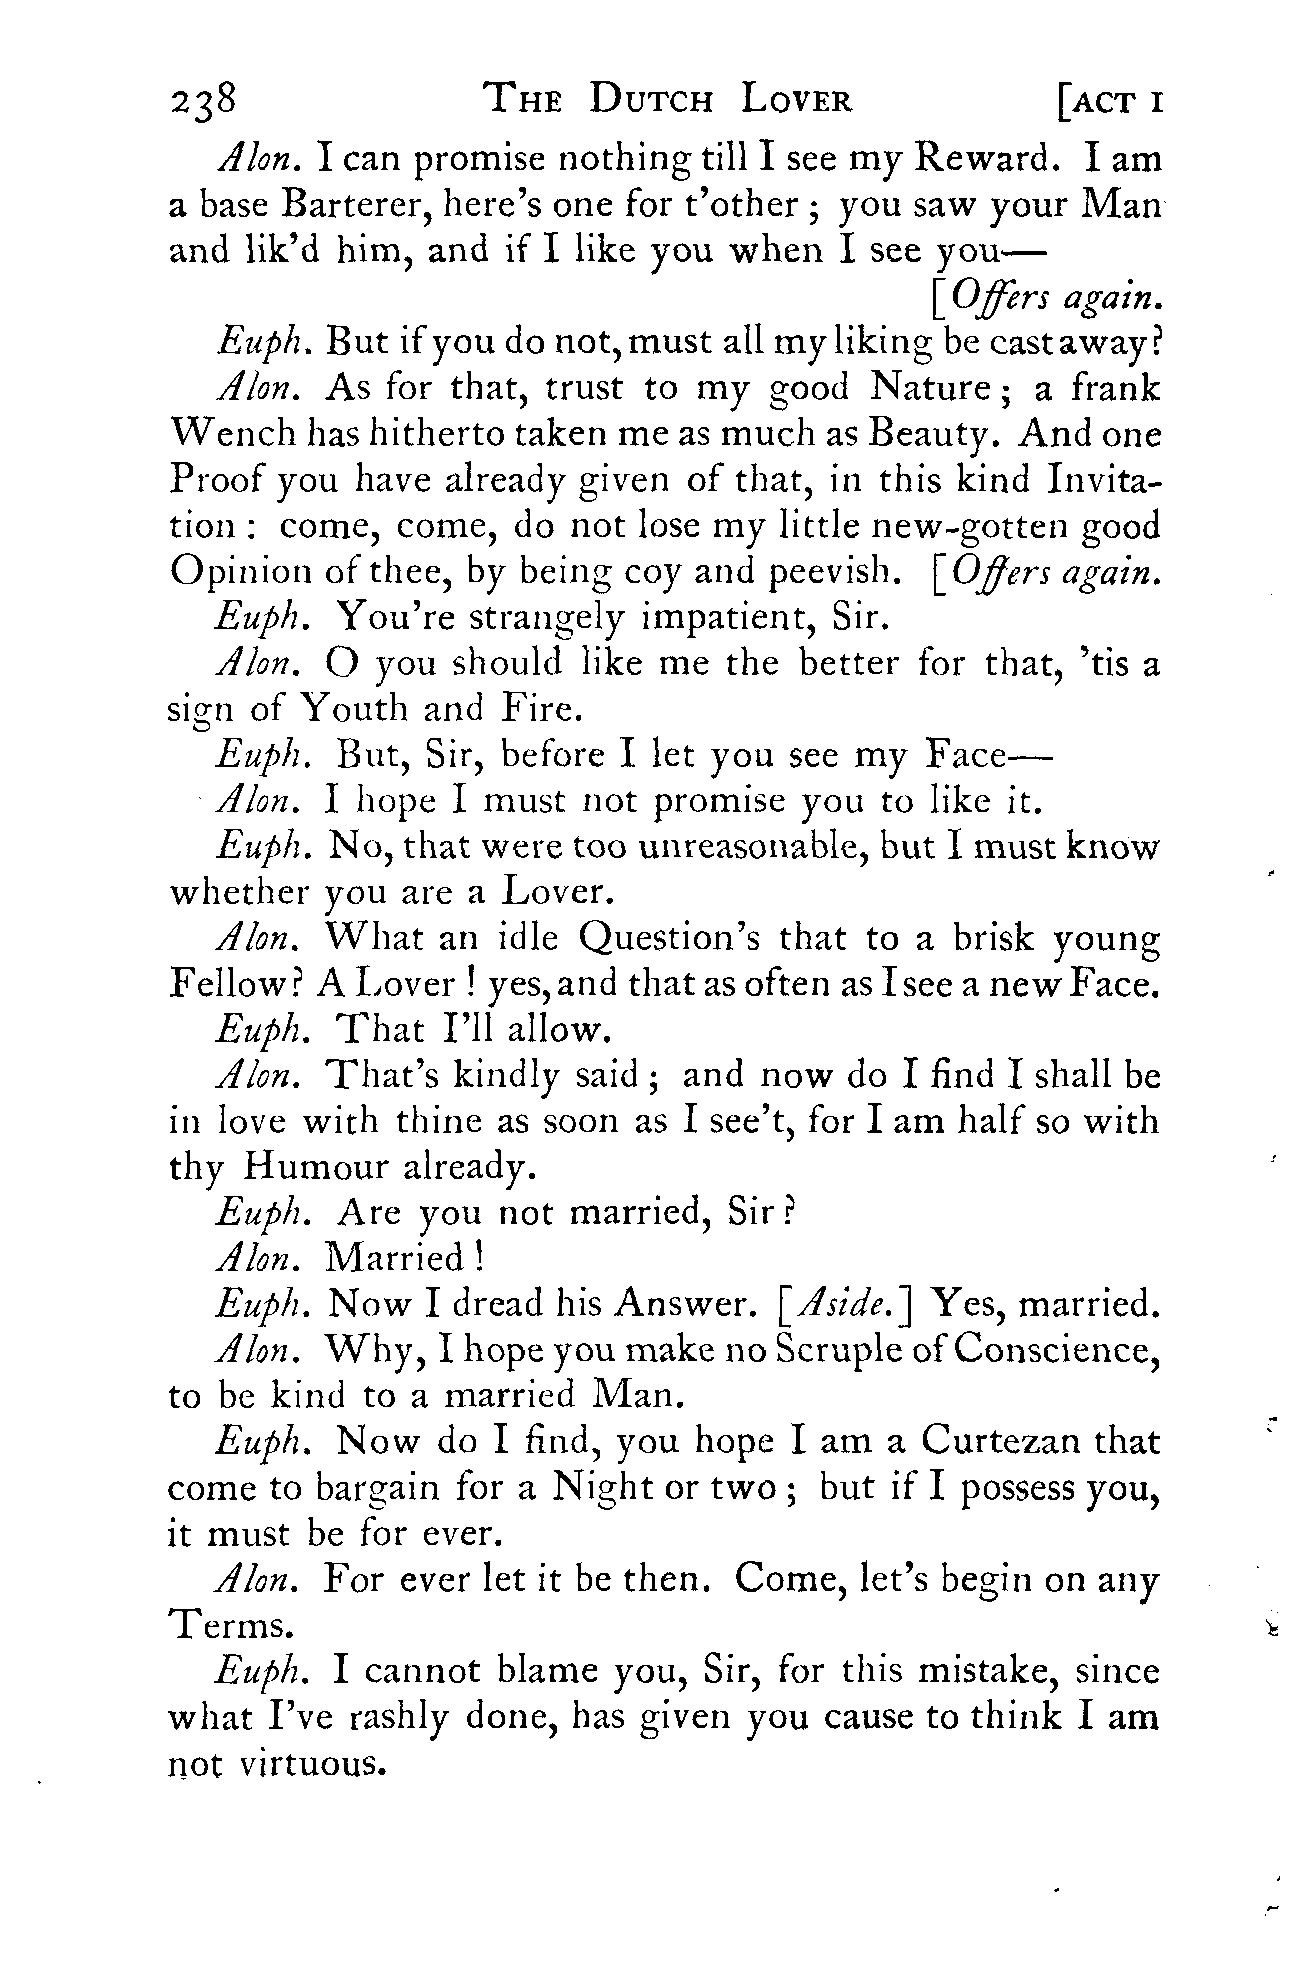 238 THE DUTCH LOVER [ACT I
Alon. I can promise nothing till I see my Reward. I am
a base Barterer, here's one for t'other ; you saw your Man
and lik'd him, and if I like you when I see you—
[Offers again.
Euph. But if you do not, must all my liking be cast away?
Alon. As for that, trust to my good Nature ; a frank
Wench has hitherto taken me as much as Beauty. And one
Proof you have already given of that, in this kind Invita-
tion : come, come, do not lose my little new-gotten good
Opinion of thee, by being coy and peevish. [Offers again.
Euph. You're strangely impatient, Sir.
Alon. O you should like me the better for that, 'tis a
sign of Youth and Fire.
Euph. But, Sir, before I let you see my Face—
Alon. I hope I must not promise you to like it.
Euph. No, that were too unreasonable, but I must know
whether you are a Lover.
Alon. What an idle Question's that to a brisk young
Fellow? A Lover ! yes, and that as often as I see a new Face.
Euph. That I'll allow.
Alon. That's kindly said ; and now do I find I shall be
in love with thine as soon as I see't, for I am half so with
thy Humour already.
Euph. Are you not married, Sir ?
Alon. Married !
Euph. Now I dread his Answer. [Aside.] Yes, married.
Alon. Why, I hope you make no Scruple of Conscience,
to be kind to a married Man.
Euph. Now do I find, you hope I am a Curtezan that
come to bargain for a Night or two ; but if I possess you,
it must be for ever.
Alon. For ever let it be then. Come, let's begin on any
Terms.
Euph. I cannot blame you, Sir, for this mistake, since
what I've rashly done, has given you cause to think I am
not virtuous.